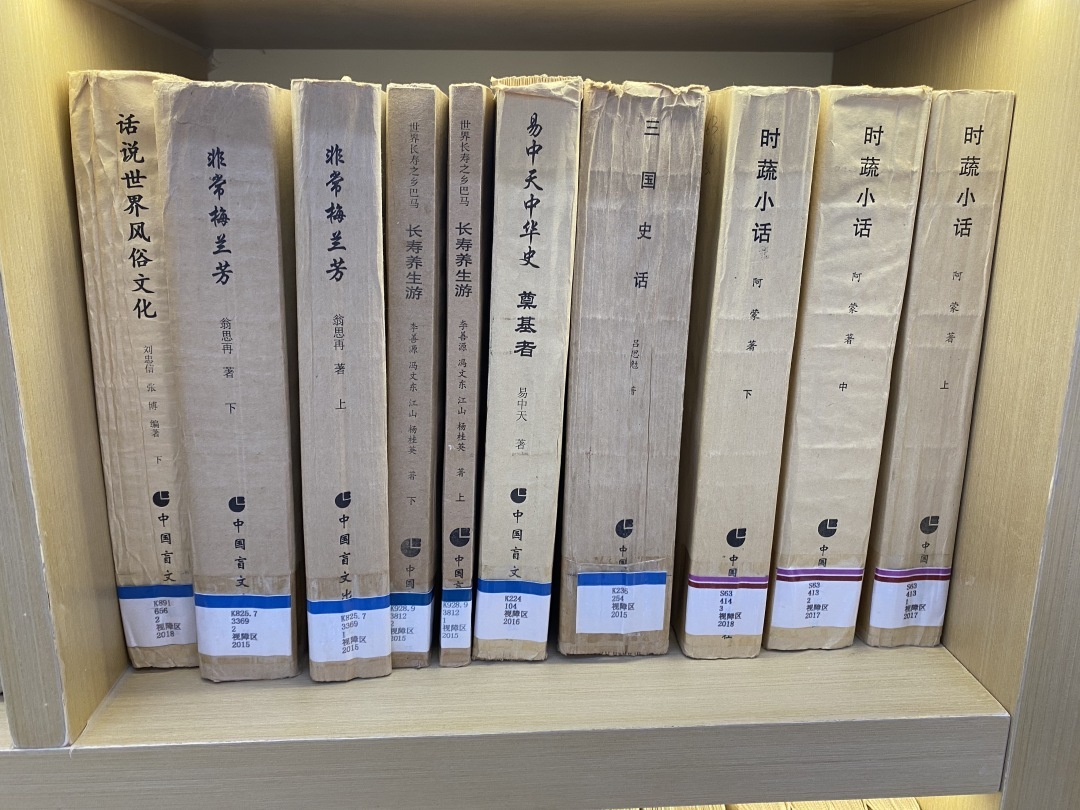 话说世界风俗文化
刘忠信 张博 编著
下
中国盲文
K891
656
2
视障区
2018
非常梅兰芳
翁思再 著
下
中国盲文
K825.7
3369
2
视障区
2015
非常梅兰芳
翁思再 著
上
中国盲文出
K825.7
3369
1
视障区
2015
世界长寿之乡巴马
长寿养生游
李善源 冯文东 江山 杨桂英 著
下
中国
K928.9
3812
2
视障区
2015
世界长寿之乡巴马
长寿养生游
李善源 冯文东 江山 杨桂英 著
上
中国盲文
K928.9
3812
1
视障区
2015
易中天中华史
奠基者
易中天 著
中国盲文
K224
104
视障区
2016
三国史话
吕思勉 著
中国
K236
254
视障区
2015
时蔬小话
阿蒙 著
下
中国
S63
414
3
视障区
2018
社
时蔬小话
阿蒙 著
中
中
S63
413
2
视障区
2017
时蔬小话
阿蒙 著
上
中国
S63
413
1
视障区
2017